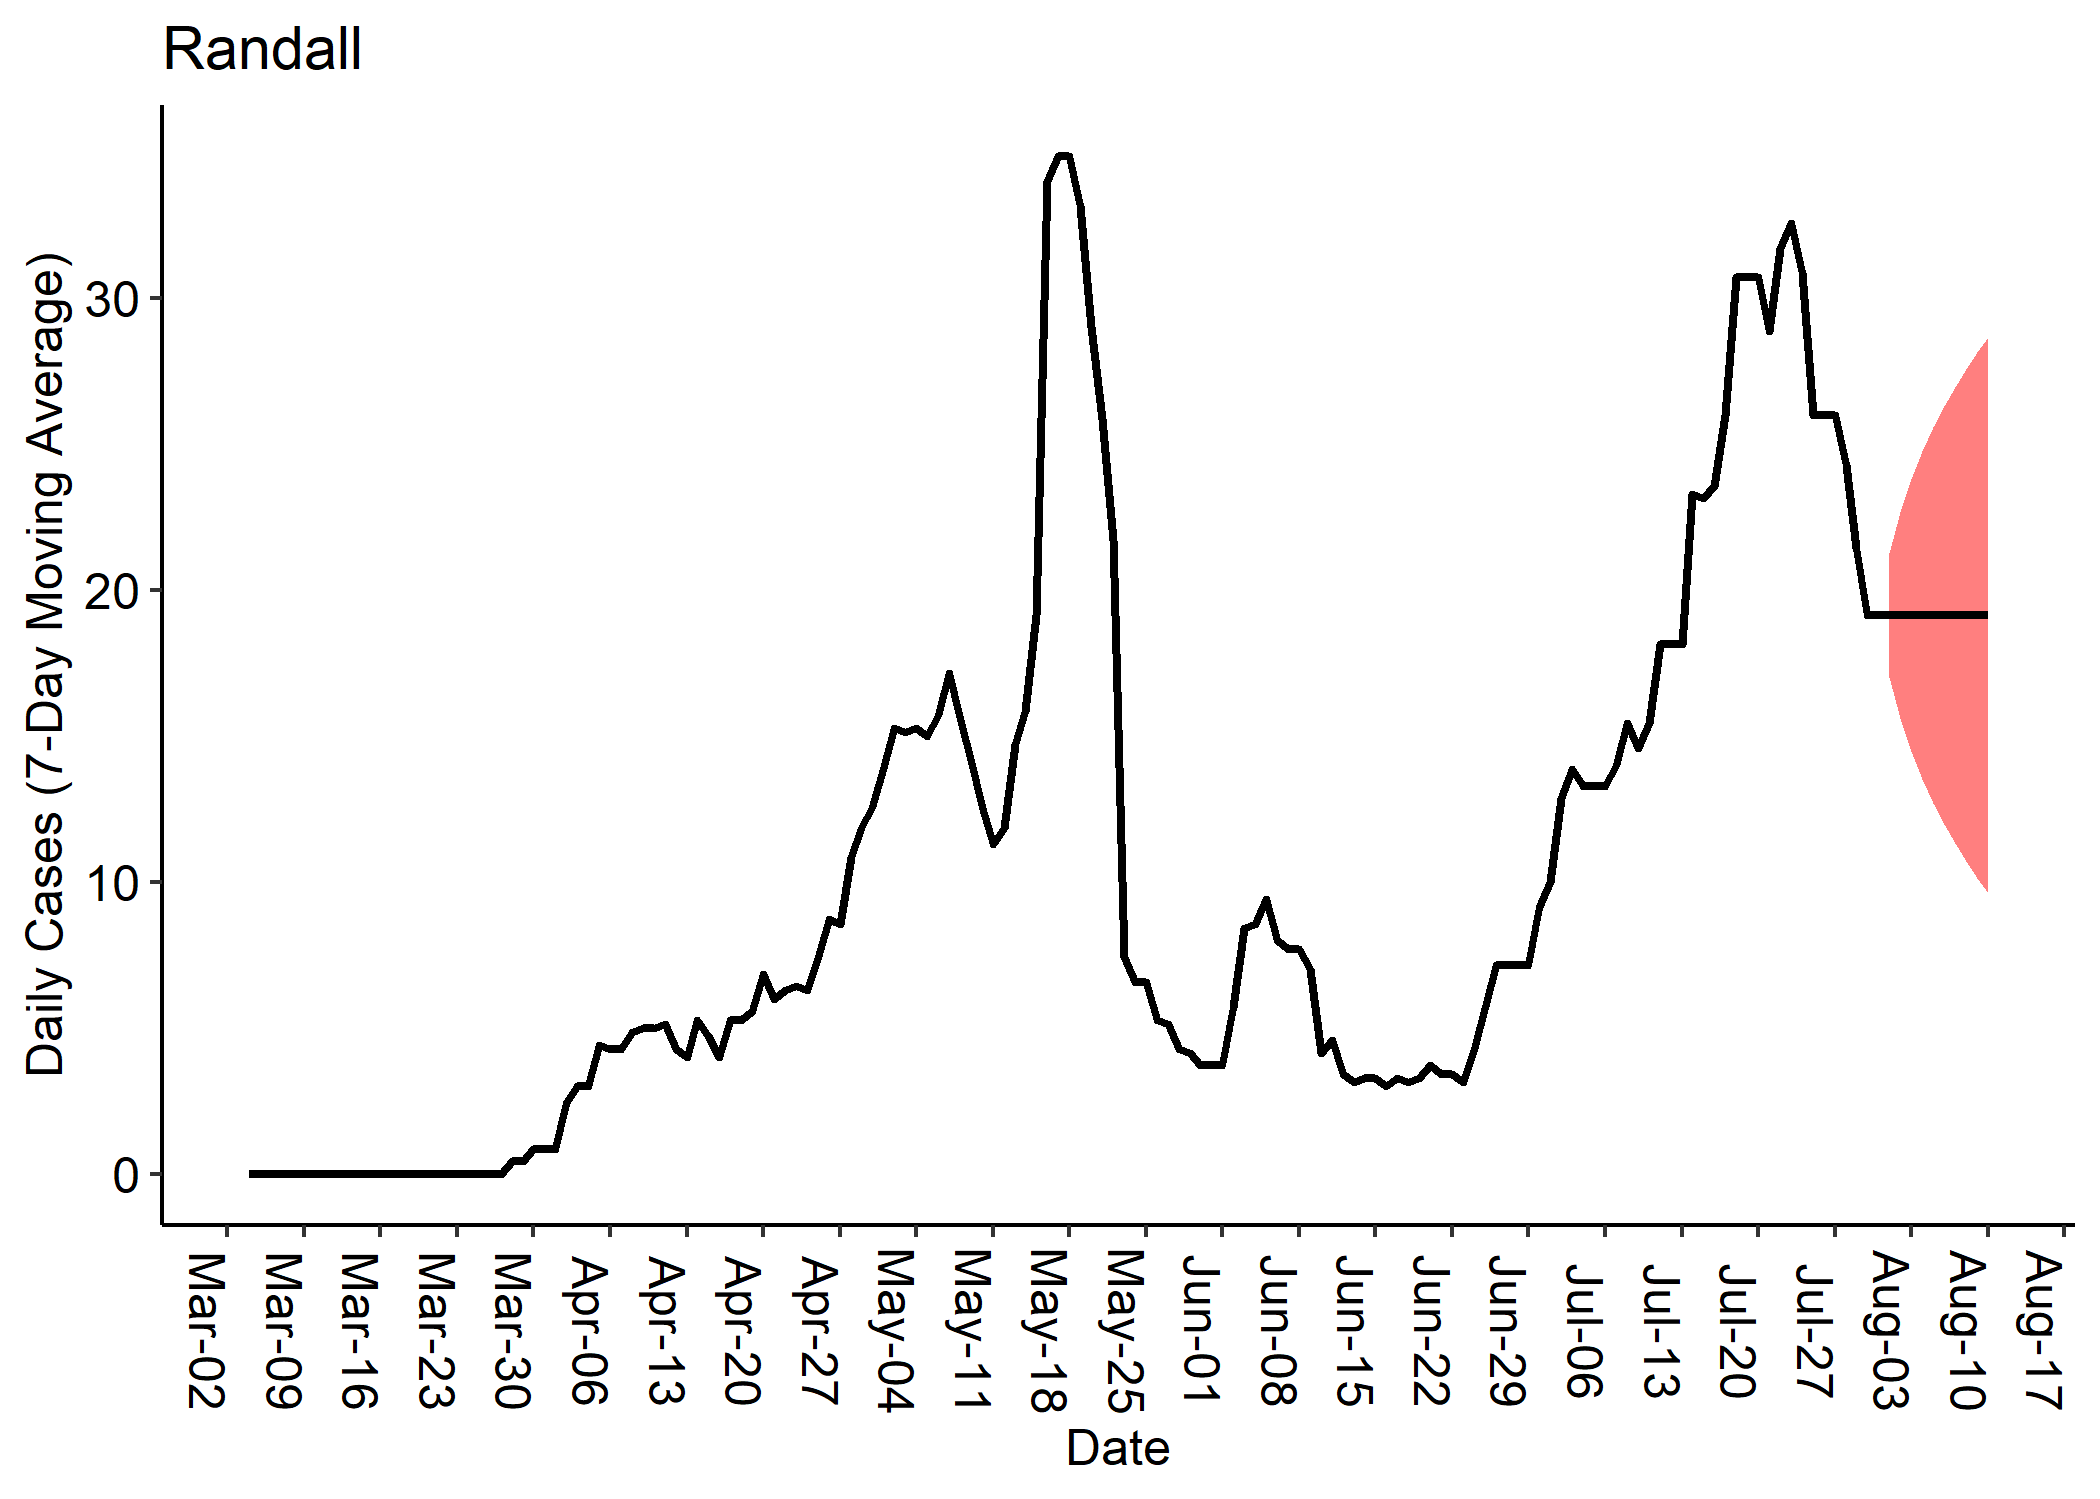 Randall
Daily Cases (7-Day Moving Average)
30
20
10
0
Mar-02
Mar-09
Mar-16
Mar-23
Mar-30
Apr-06
Apr-13
Apr-20
Apr-27
May-04
May-11
May-18
May-25
Jun-01
Jun-08
Jun-15
Jun-22
Jun-29
Jul-06
Jul-13
Jul-20
Jul-27
Aug-03
Aug-10
Aug-17
Date